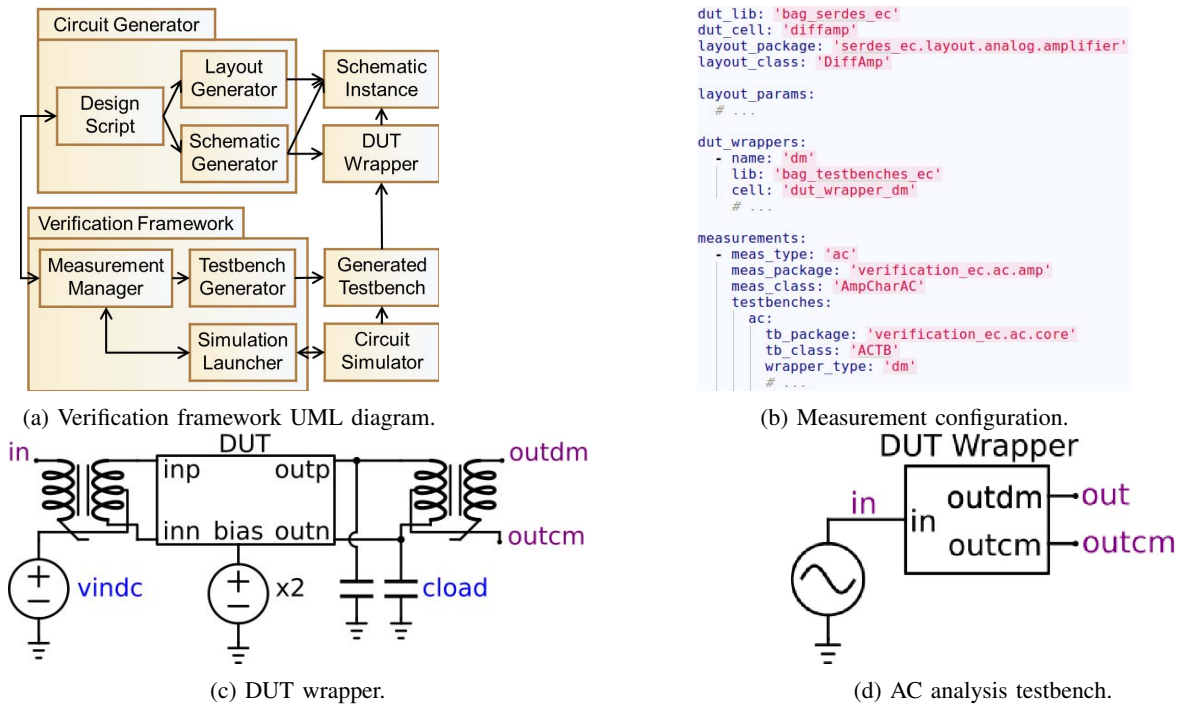 Circuit Generator
Layout
Generator
Schematic
Instance
Design
Script
Schematic
Generator
DUT
Wrapper
Verification Framework
Measurement
Manager
Testbench
Generator
Generated
Testbench
Simulation
Launcher
Circuit
Simulator
(a) Verification framework UML diagram.
dut_lib: 'bag_serdes_ec'
dut_cell: 'diffamp'
layout_package: 'serdes_ec.layout.analog.amplifier'
layout_class: 'DiffAmp'
layout_params:
# ...
dut_wrappers:
- name: 'dm'
lib: 'bag_testbenches_ec'
cell: 'dut_wrapper_dm'
# ...
measurements:
- meas_type: 'ac'
meas_package: 'verification_ec.ac.amp'
meas_class: 'AmpCharAC'
testbenches:
ac:
tb_package: 'verification_ec.ac.core'
tb_class: 'ACTB'
wrapper_type: 'dm'
# ...
(b) Measurement configuration.
DUT
in
inp
outp
outdm
inn
bias
outn
outcm
+
−
vindc
+
−
x2
cload
(c) DUT wrapper.
DUT Wrapper
in
in
outdm
out
outcm
outcm
(d) AC analysis testbench.